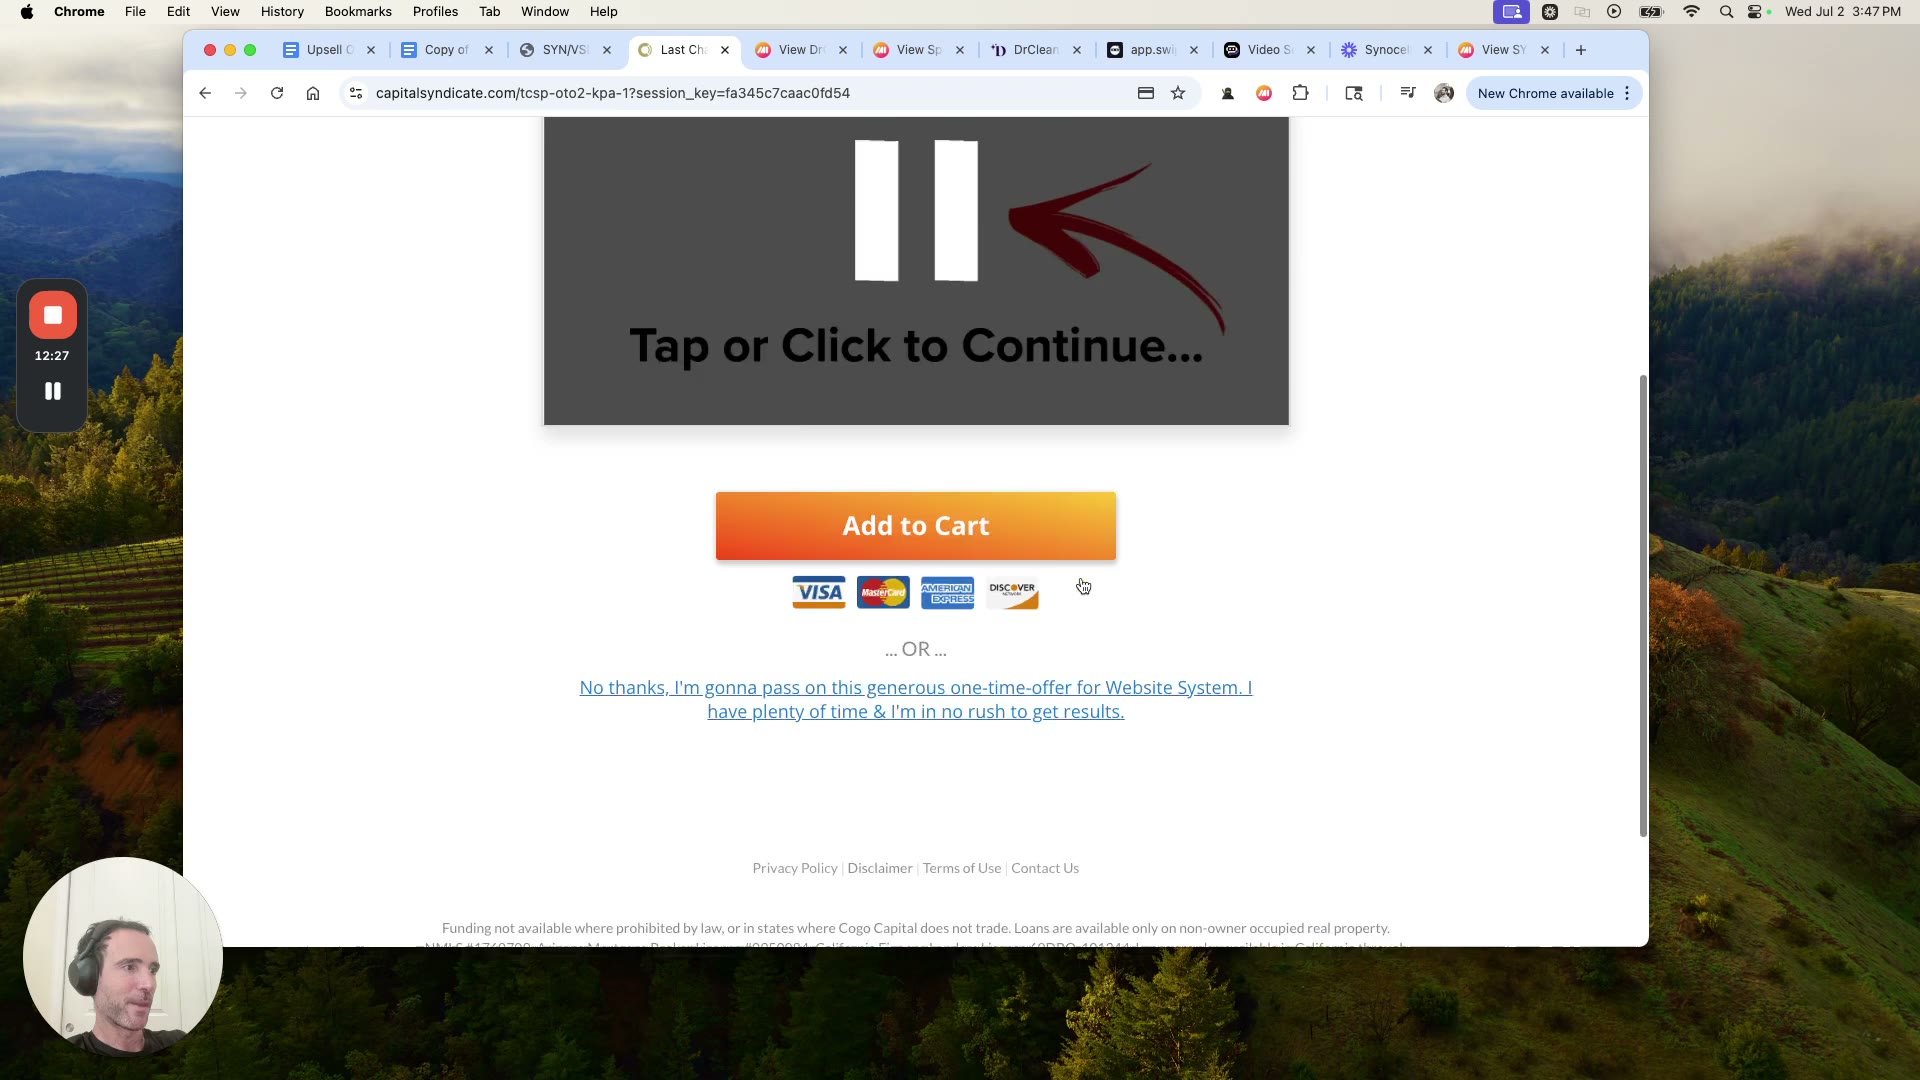 Chrome File Edit View History Bookmarks Profiles Tab Window Help Wed Jul 2 3:47 PM
Upsell O Copy of SYN/VSL Last Cha View Dr View Sp DrClean app.swi Video S Synocel View SY
capitalsyndicate.com/tcsp-oto2-kpa-1?session_key=fa345c7caac0fd54 New Chrome available
12:27
Tap or Click to Continue...
Add to Cart
VISA MasterCard AMERICAN EXPRESS DISCOVER
... OR ...
No thanks, I'm gonna pass on this generous one-time-offer for Website System. I
have plenty of time & I'm in no rush to get results.
Privacy Policy | Disclaimer | Terms of Use | Contact Us
Funding not available where prohibited by law, or in states where Cogo Capital does not trade. Loans are available only on non-owner occupied real property.